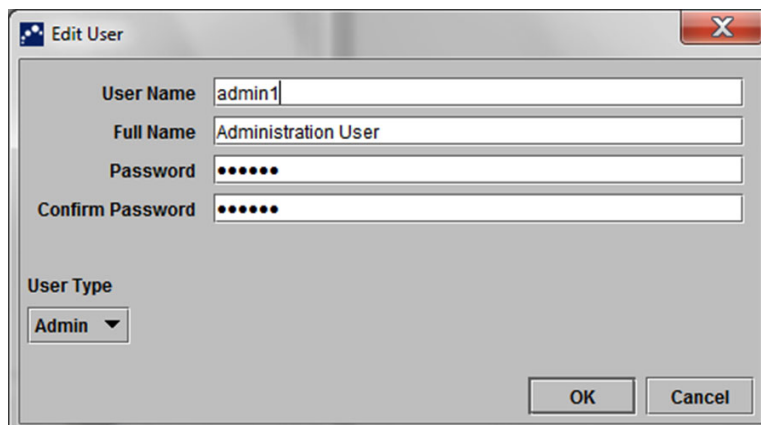 Edit User
User Name admin1
Full Name Administration User
Password ••••••
Confirm Password ••••••
User Type
Admin
OK Cancel